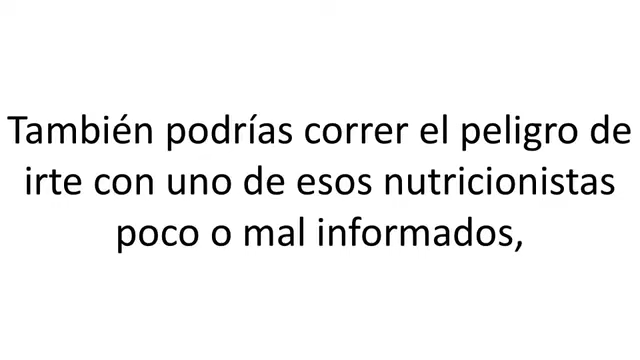 También podrías correr el peligro de
irte con uno de esos nutricionistas
poco o mal informados,